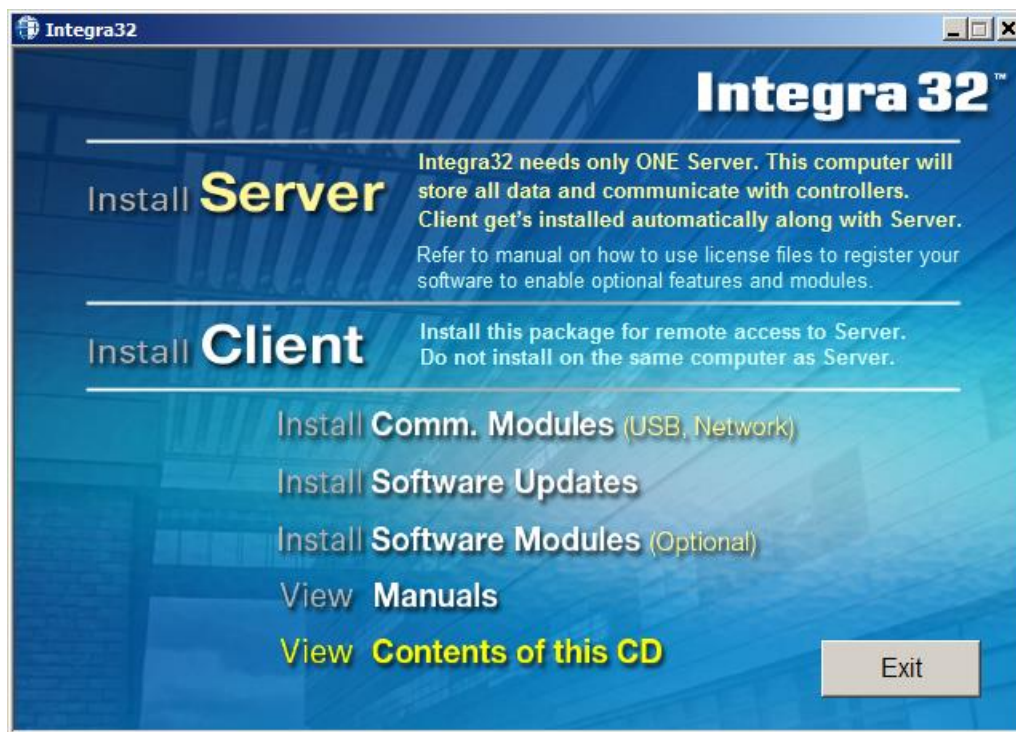 Integra32
Integra 32™
Install Server
Integra32 needs only ONE Server. This computer will
store all data and communicate with controllers.
Client get's installed automatically along with Server.
Refer to manual on how to use license files to register your
software to enable optional features and modules.
Install Client
Install this package for remote access to Server.
Do not install on the same computer as Server.
Install Comm. Modules (USB, Network)
Install Software Updates
Install Software Modules (Optional)
View Manuals
View Contents of this CD
Exit